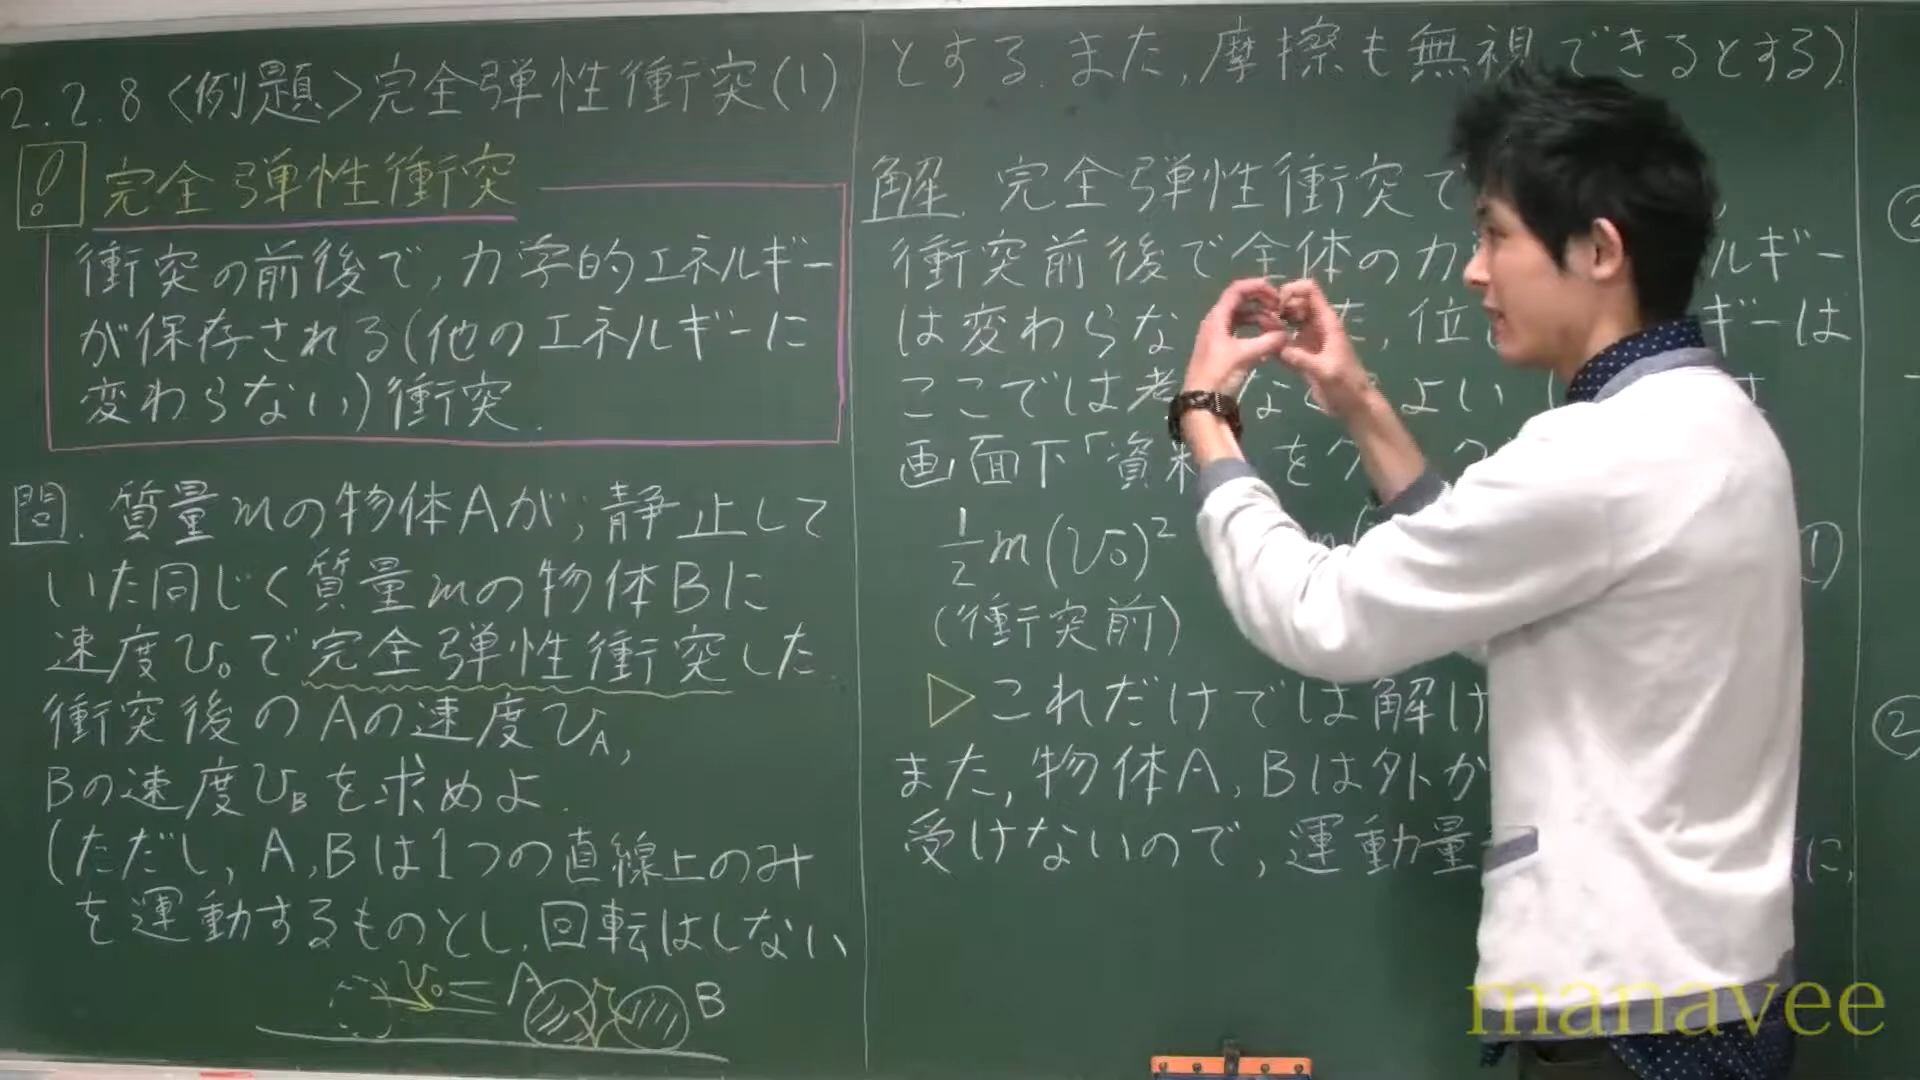 2.2.8〈例題〉完全弾性衝突(1)
! 完全弾性衝突
衝突の前後で,力学的エネルギー
が保存される(他のエネルギーに
変わらない)衝突.
問. 質量mの物体Aが,静止して
いた同じく質量mの物体Bに
速度v₀で完全弾性衝突した.
衝突後のAの速度v_A,
Bの速度v_Bを求めよ.
(ただし, A,Bは1つの直線上のみ
を運動するものとし,回転はしない
v₀ A B
とする.また,摩擦も無視できるとする).
解. 完全弾性衝突で
衝突前後で全体の力 ルギー
は変わらな 位 ギーは
ここでは考 な よい
画面下「資料 をク
1/2 m(v₀)² m ①
(衝突前)
▷これだけでは解け
また,物体A,Bは外か
受けないので,運動量 に,
②
②
manavee